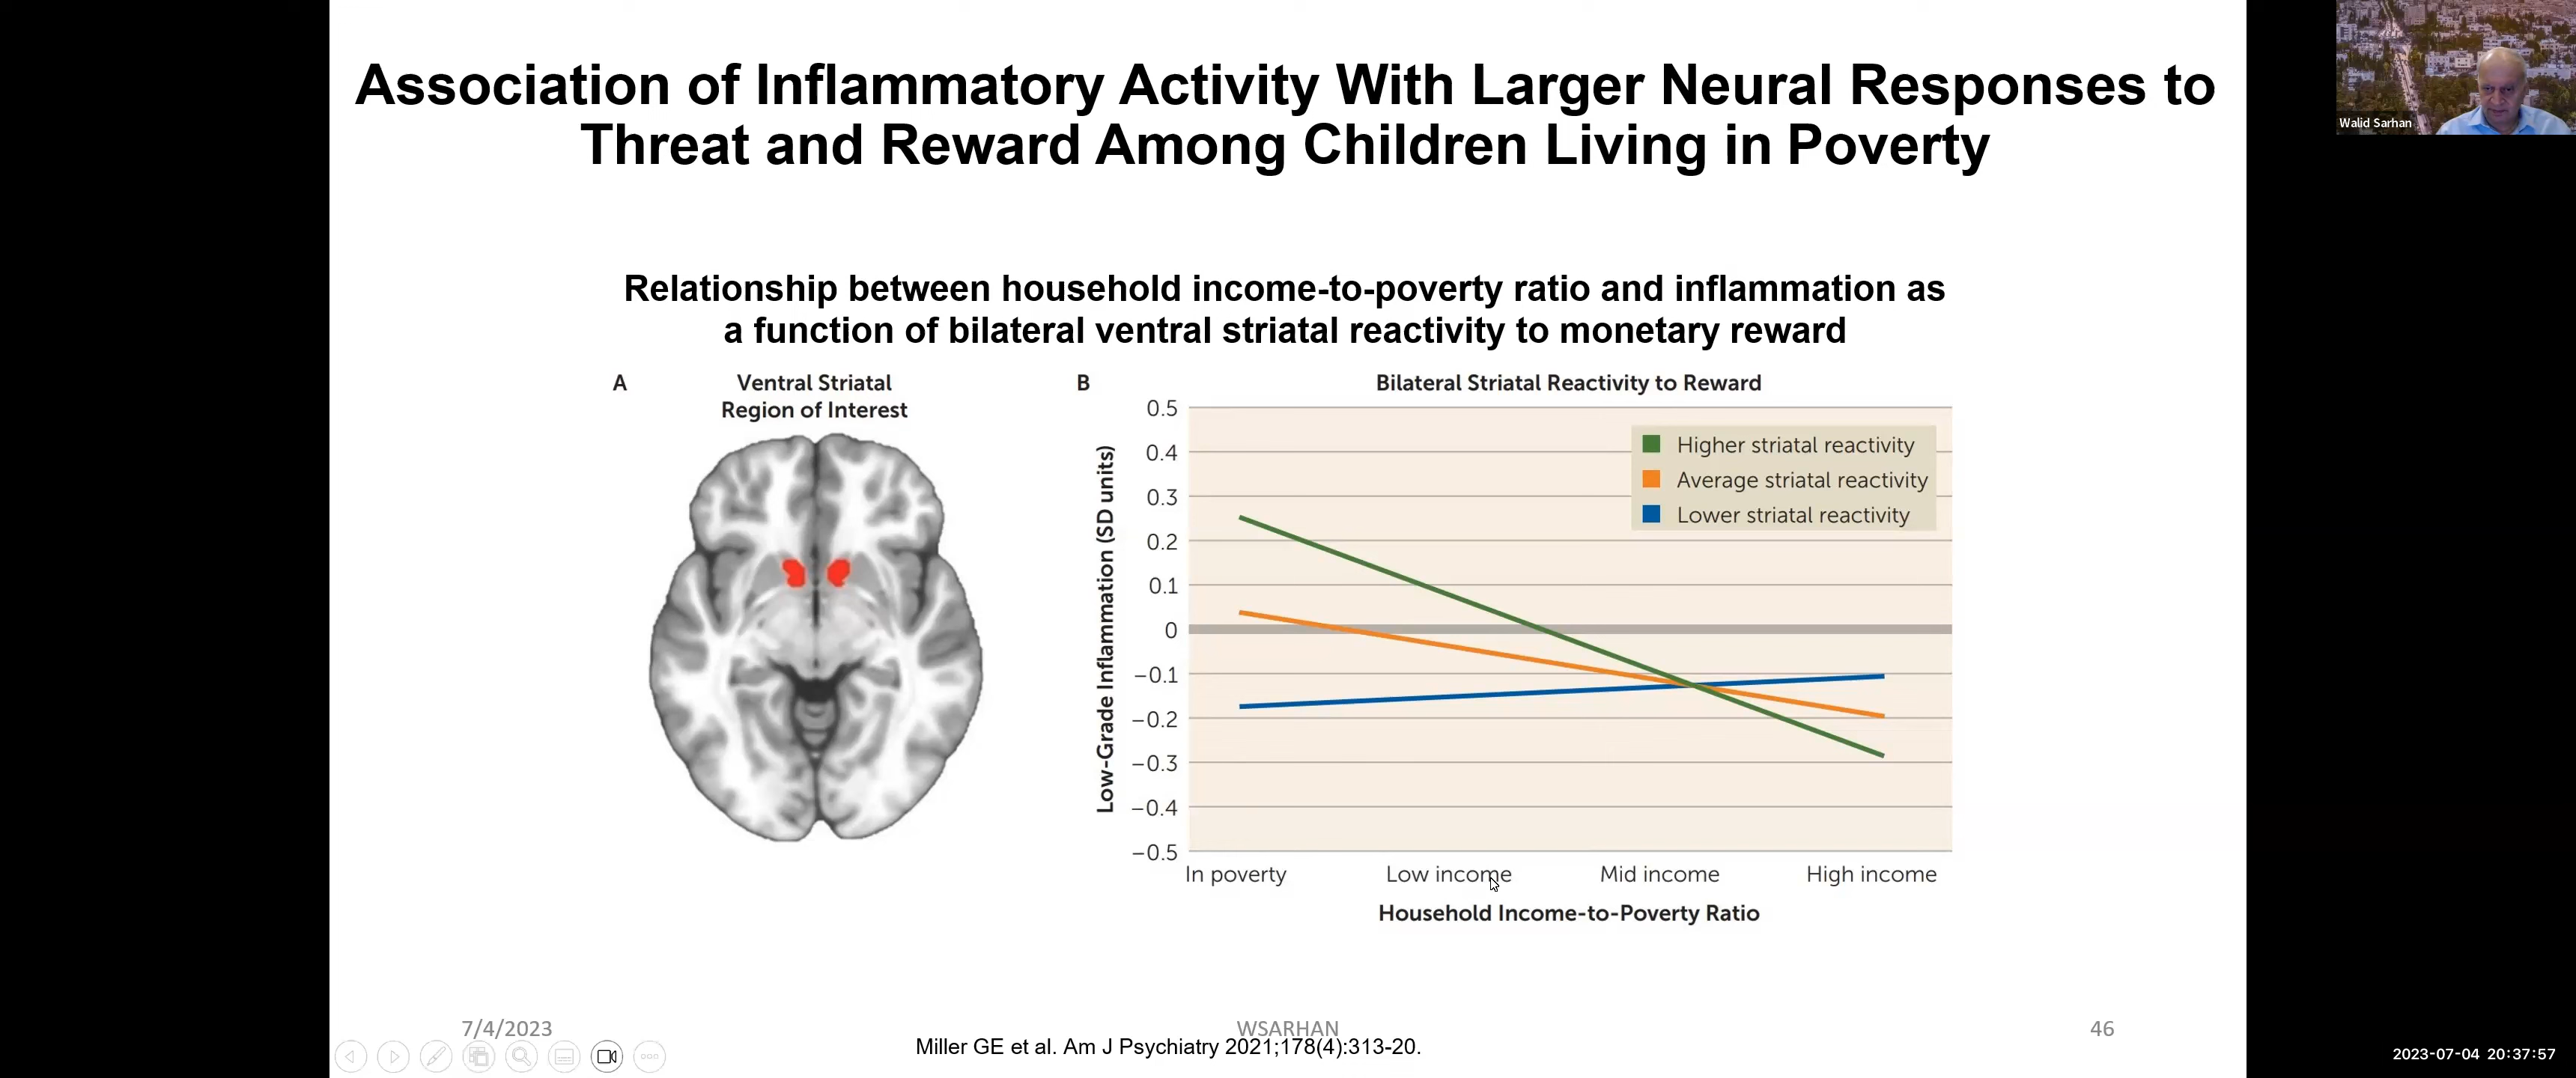 Association of Inflammatory Activity With Larger Neural Responses to
Threat and Reward Among Children Living in Poverty
Walid Sarhan
Relationship between household income-to-poverty ratio and inflammation as
a function of bilateral ventral striatal reactivity to monetary reward
A
Ventral Striatal
Region of Interest
B
Bilateral Striatal Reactivity to Reward
Low-Grade Inflammation (SD units)
0.5
0.4
0.3
0.2
0.1
0
−0.1
−0.2
−0.3
−0.4
−0.5
Higher striatal reactivity
Average striatal reactivity
Lower striatal reactivity
In poverty
Low income
Mid income
High income
Household Income-to-Poverty Ratio
7/4/2023
WSARHAN
46
Miller GE et al. Am J Psychiatry 2021;178(4):313-20.
2023-07-04 20:37:57